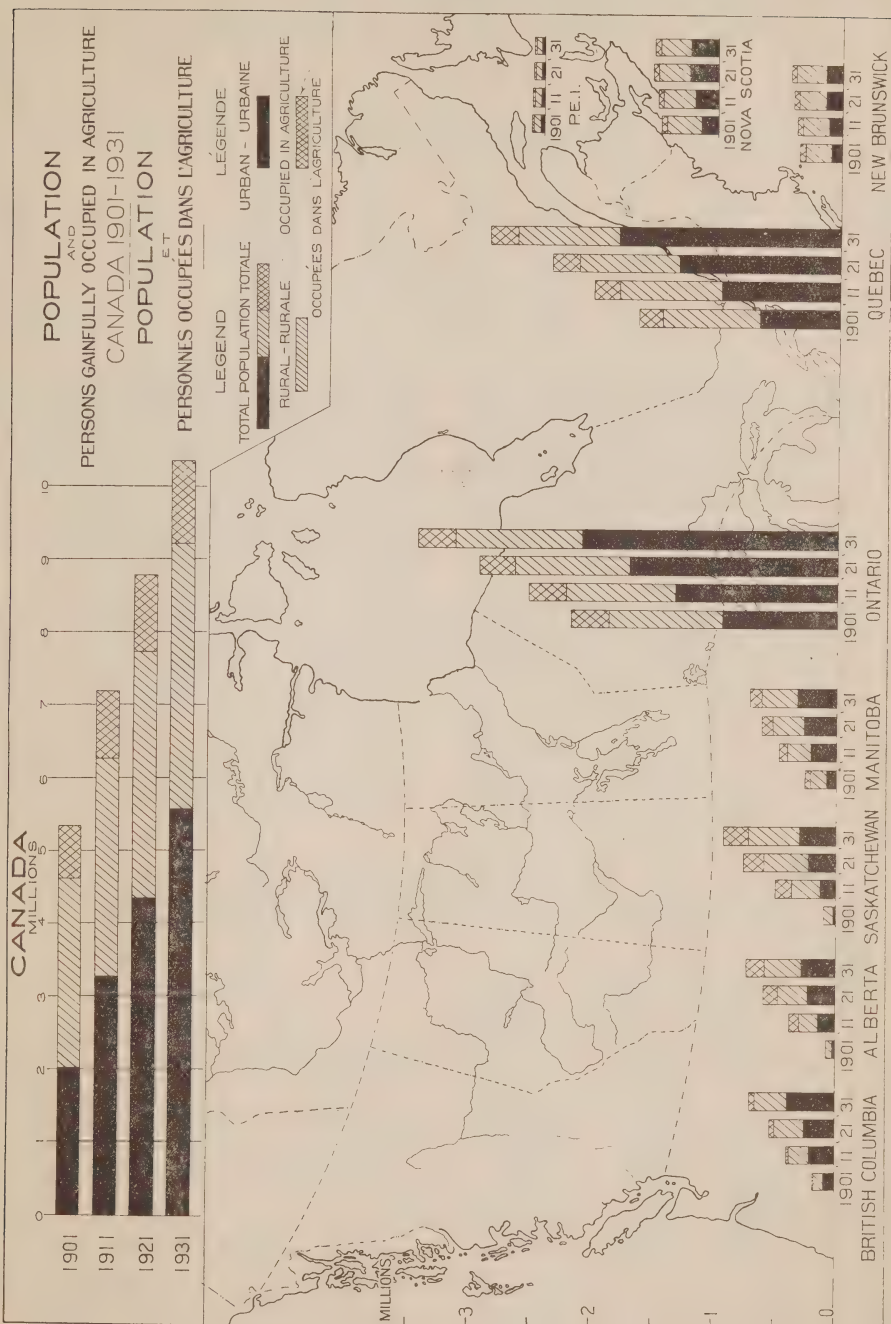 CANADA
MILLIONS
0 1 2 3 4 5 6 7 8 9 10
1901
1911
1921
1931
POPULATION
AND
PERSONS GAINFULLY OCCUPIED IN AGRICULTURE
CANADA 1901-1931
POPULATION
ET
PERSONNES OCCUPÉES DANS L'AGRICULTURE
LEGEND LÉGENDE
TOTAL POPULATION TOTALE URBAN - URBAINE
RURAL-RURALE OCCUPIED IN AGRICULTURE
OCCUPÉES DANS L'AGRICULTURE
MILLIONS
3
2
1
0
1901 '11 '21 '31
BRITISH COLUMBIA
1901 '11 '21 '31
ALBERTA
1901 '11 '21 '31
SASKATCHEWAN
1901 '11 '21 '31
MANITOBA
1901 '11 '21 '31
ONTARIO
1901 '11 '21 '31
QUEBEC
1901 '11 '21 '31
NEW BRUNSWICK
1901 '11 '21 '31
NOVA SCOTIA
1901 '11 '21 '31
P.E.I.